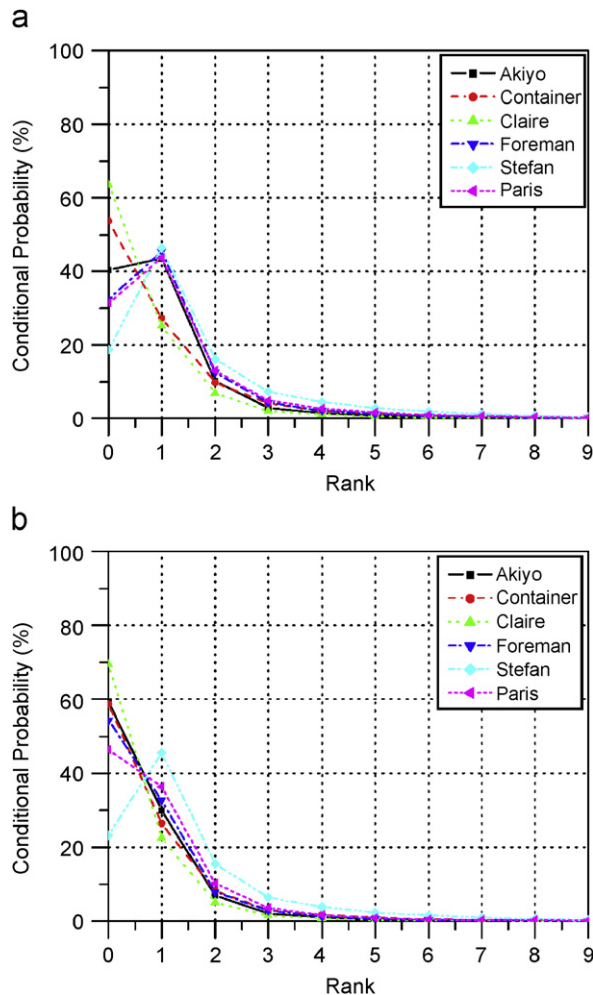 a
100
80
60
40
20
0
Conditional Probability (%)
Akiyo
Container
Claire
Foreman
Stefan
Paris
0 1 2 3 4 5 6 7 8 9
Rank
b
100
80
60
40
20
0
Conditional Probability (%)
Akiyo
Container
Claire
Foreman
Stefan
Paris
0 1 2 3 4 5 6 7 8 9
Rank